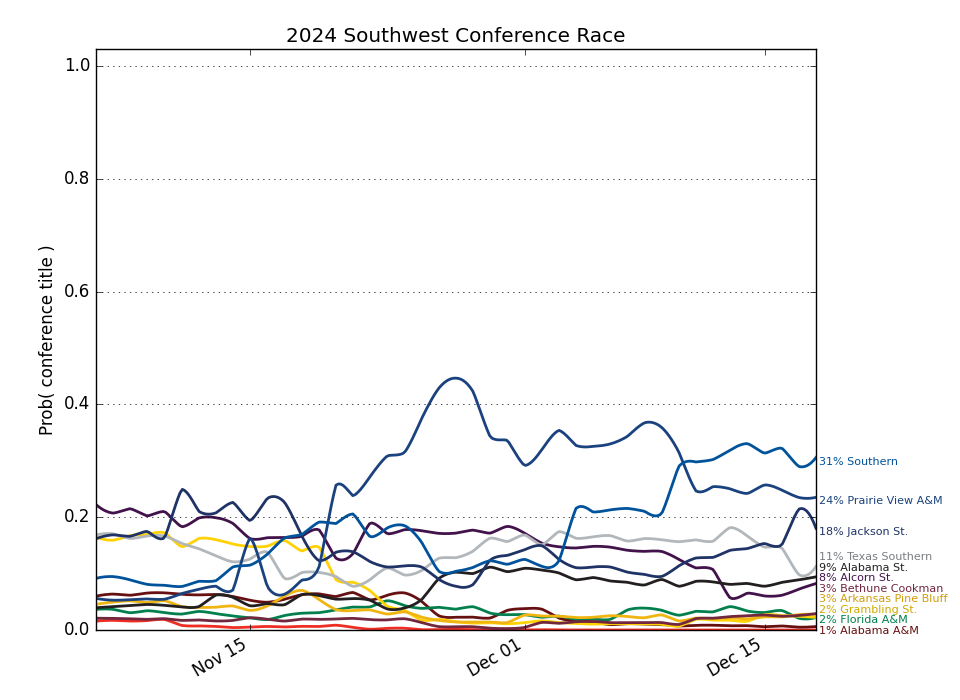 2024 Southwest Conference Race
Prob( conference title )
1.0
0.8
0.6
0.4
0.2
0.0
Nov 15
Dec 01
Dec 15
31% Southern
24% Prairie View A&M
18% Jackson St.
11% Texas Southern
9% Alabama St.
8% Alcorn St.
3% Bethune Cookman
3% Arkansas Pine Bluff
2% Grambling St.
2% Florida A&M
1% Alabama A&M